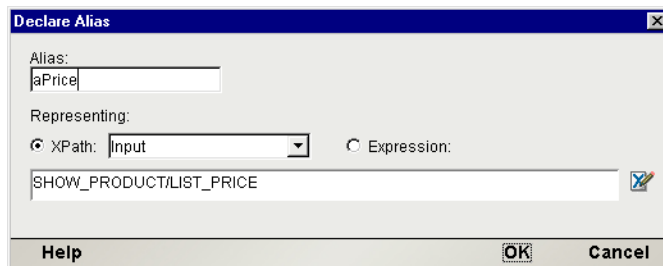 Declare Alias
Alias:
aPrice
Representing:
XPath: Input Expression:
SHOW_PRODUCT/LIST_PRICE
Help OK Cancel